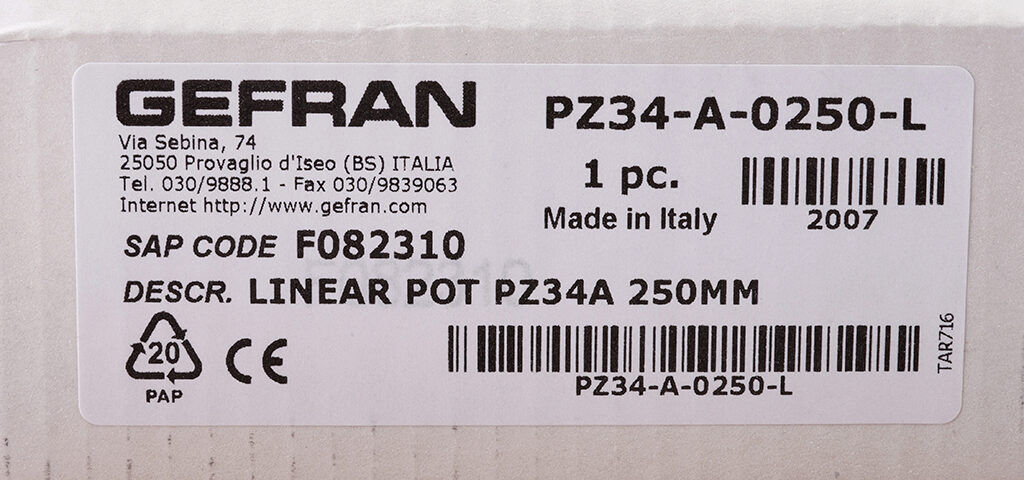 GEFRAN
Via Sebina, 74
25050 Provaglio d'Iseo (BS) ITALIA
Tel. 030/9888.1 - Fax 030/9839063
Internet http://www.gefran.com
PZ34-A-0250-L
1 pc.
Made in Italy
2007
SAP CODE F082310
DESCR. LINEAR POT PZ34A 250MM
20
PAP
CE
PZ34-A-0250-L
TAR716
F082310